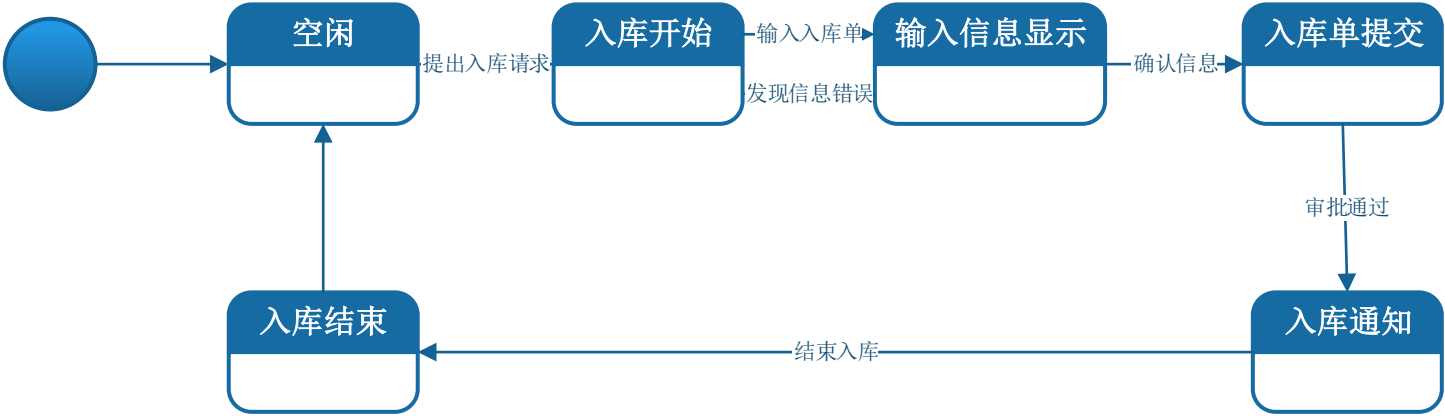 空闲
提出入库请求
入库开始
输入入库单
发现信息错误
输入信息显示
确认信息
入库单提交
审批通过
入库通知
结束入库
入库结束